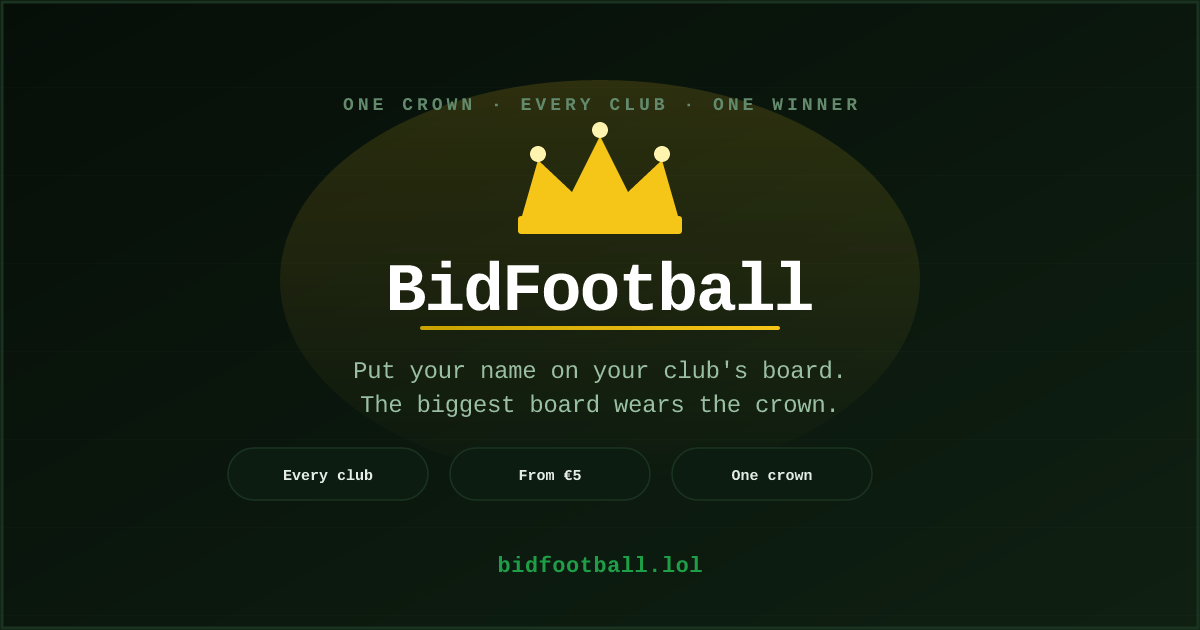 ONE CROWN · EVERY CLUB · ONE WINNER
BidFootball
Put your name on your club's board.
The biggest board wears the crown.
Every club
From €5
One crown
bidfootball.lol